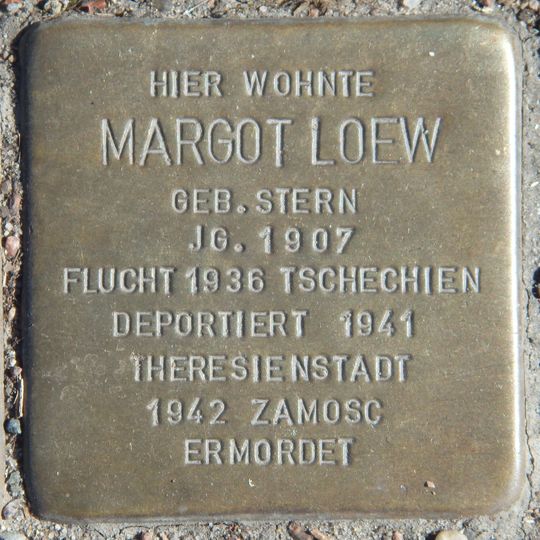 HIER WOHNTE
MARGOT LOEW
GEB. STERN
JG. 1907
FLUCHT 1936 TSCHECHIEN
DEPORTIERT 1941
THERESIENSTADT
1942 ZAMOSC
ERMORDET